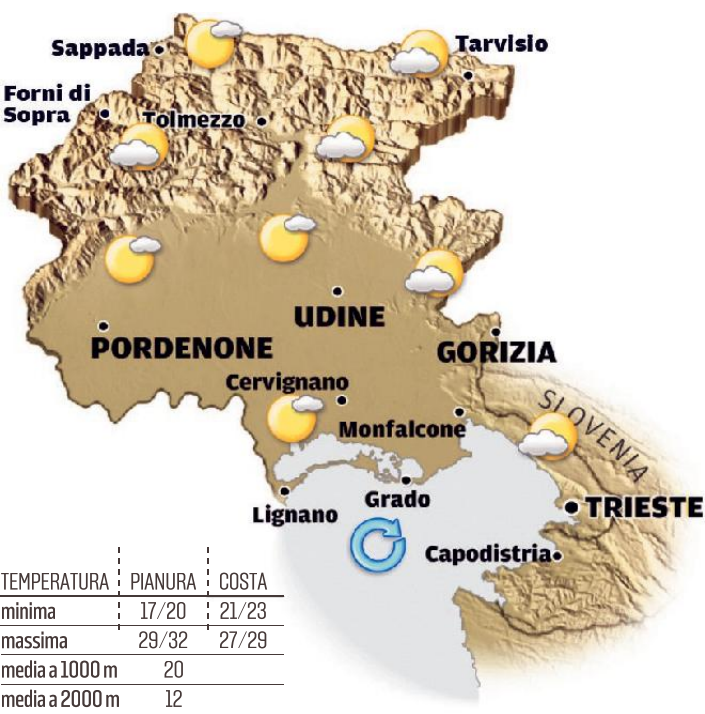 Sappada
Tarvisio
Forni di
Sopra
Tolmezzo
UDINE
PORDENONE
GORIZIA
Cervignano
Monfalcone
SLOVENIA
Lignano
Grado
TRIESTE
Capodistria
TEMPERATURA PIANURA COSTA
minima 17/20 21/23
massima 29/32 27/29
media a 1000 m 20
media a 2000 m 12